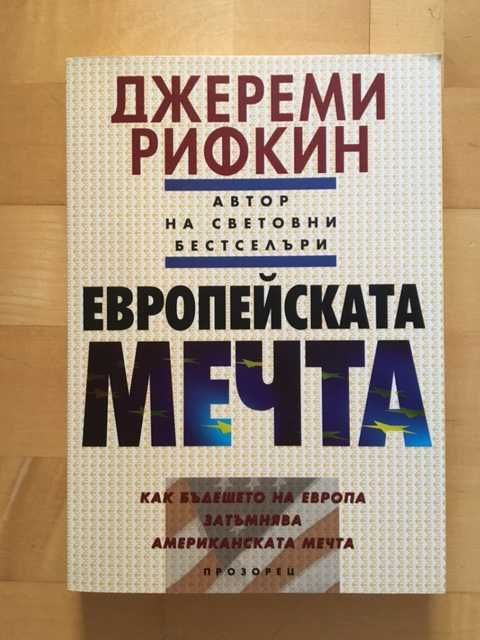 ДЖЕРЕМИ
РИФКИН
АВТОР
НА СВЕТОВНИ
БЕСТСЕЛЪРИ
ЕВРОПЕЙСКАТА
МЕЧТА
КАК БЪДЕЩЕТО НА ЕВРОПА
ЗАТЪМНЯВА
АМЕРИКАНСКАТА МЕЧТА
ПРОЗОРЕЦ